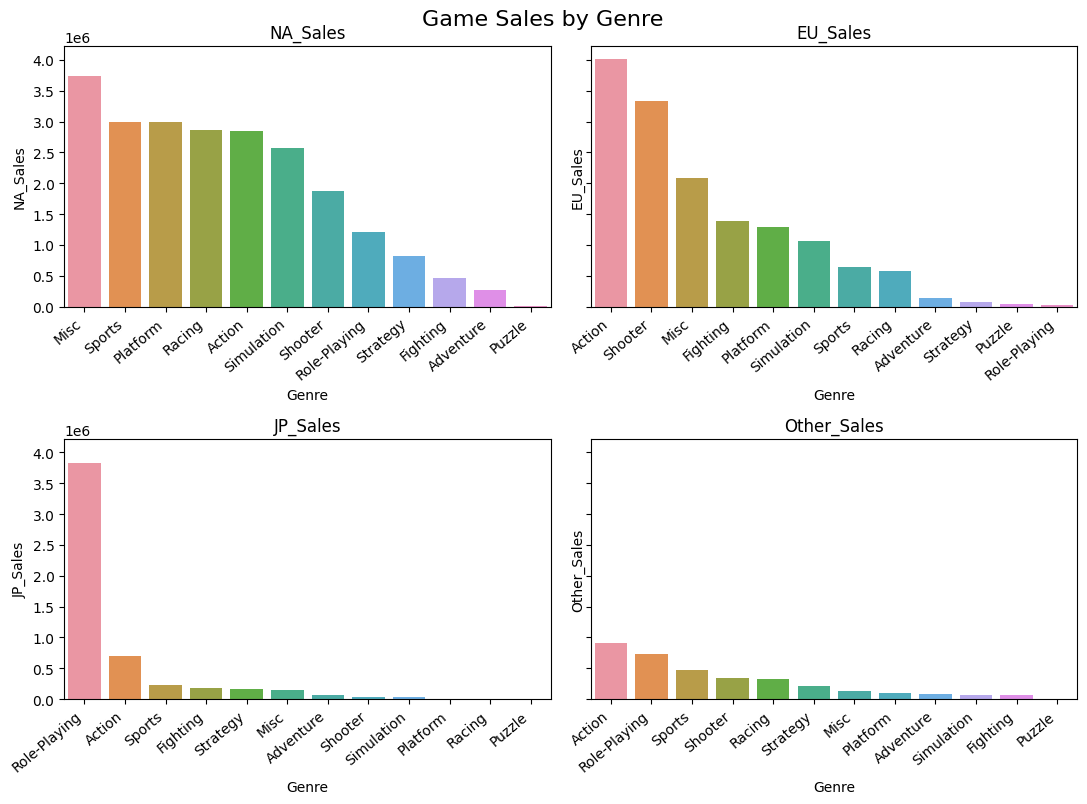 Game Sales by Genre
NA_Sales
1e6
4.0
3.5
3.0
2.5
2.0
1.5
1.0
0.5
0.0
NA_Sales
Misc
Sports
Platform
Racing
Action
Simulation
Shooter
Role-Playing
Strategy
Fighting
Adventure
Puzzle
Genre
EU_Sales
EU_Sales
Action
Shooter
Misc
Fighting
Platform
Simulation
Sports
Racing
Adventure
Strategy
Puzzle
Role-Playing
Genre
JP_Sales
1e6
4.0
3.5
3.0
2.5
2.0
1.5
1.0
0.5
0.0
JP_Sales
Role-Playing
Action
Sports
Fighting
Strategy
Misc
Adventure
Shooter
Simulation
Platform
Racing
Puzzle
Genre
Other_Sales
Other_Sales
Action
Role-Playing
Sports
Shooter
Racing
Strategy
Misc
Platform
Adventure
Simulation
Fighting
Puzzle
Genre